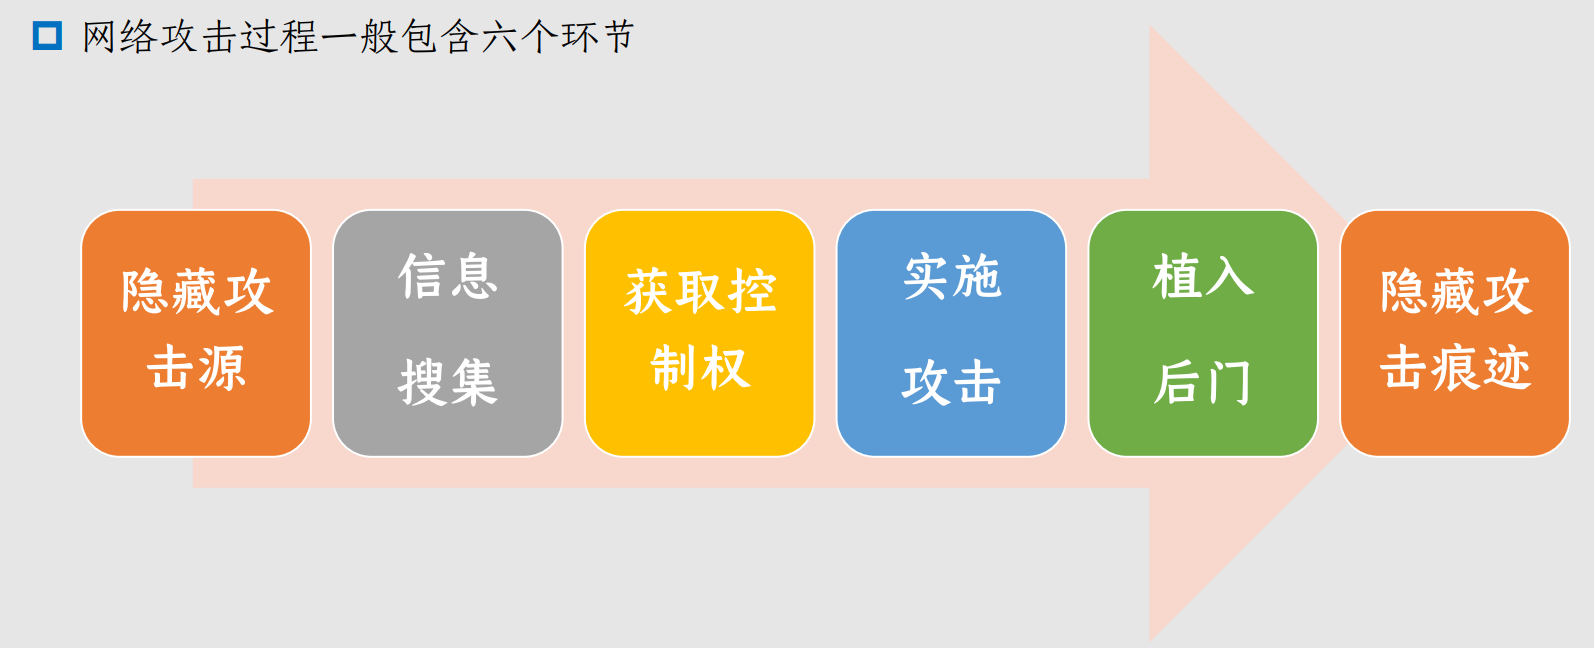 网络攻击过程一般包含六个环节
隐藏攻
击源
信息
搜集
获取控
制权
实施
攻击
植入
后门
隐藏攻
击痕迹